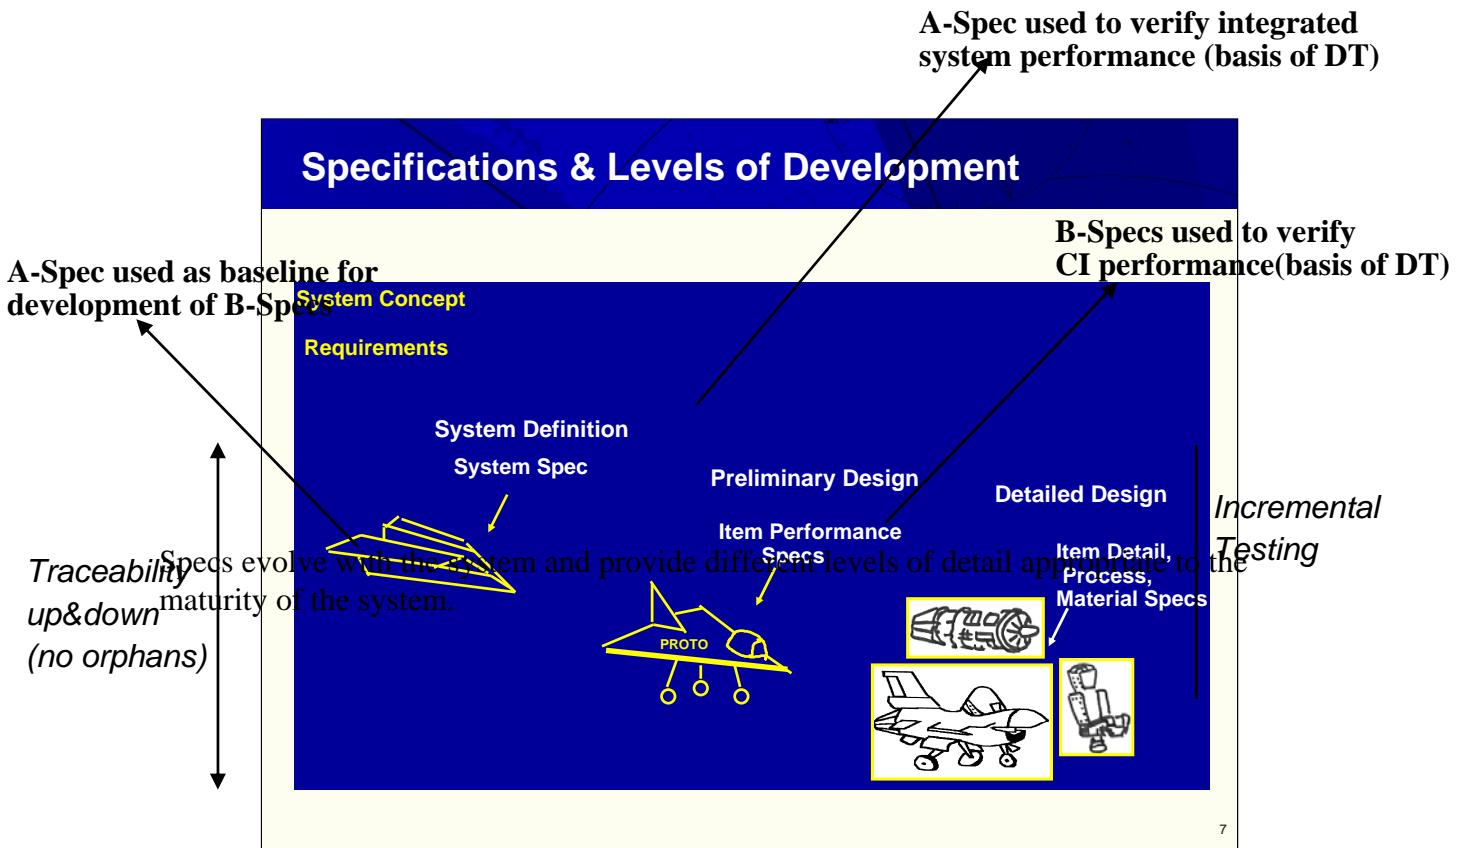 A-Spec used to verify integrated
system performance (basis of DT)
Specifications & Levels of Development
B-Specs used to verify
CI performance(basis of DT)
A-Spec used as baseline for
development of B-Specs
System Concept
Requirements
System Definition
System Spec
Preliminary Design
Detailed Design
Item Performance
Specs
Item Detail,
Process,
Material Specs
Incremental
Testing
Traceability
up&down
(no orphans)
Specs evolve with the system and provide different levels of detail appropriate to the
maturity of the system.
PROTO
7